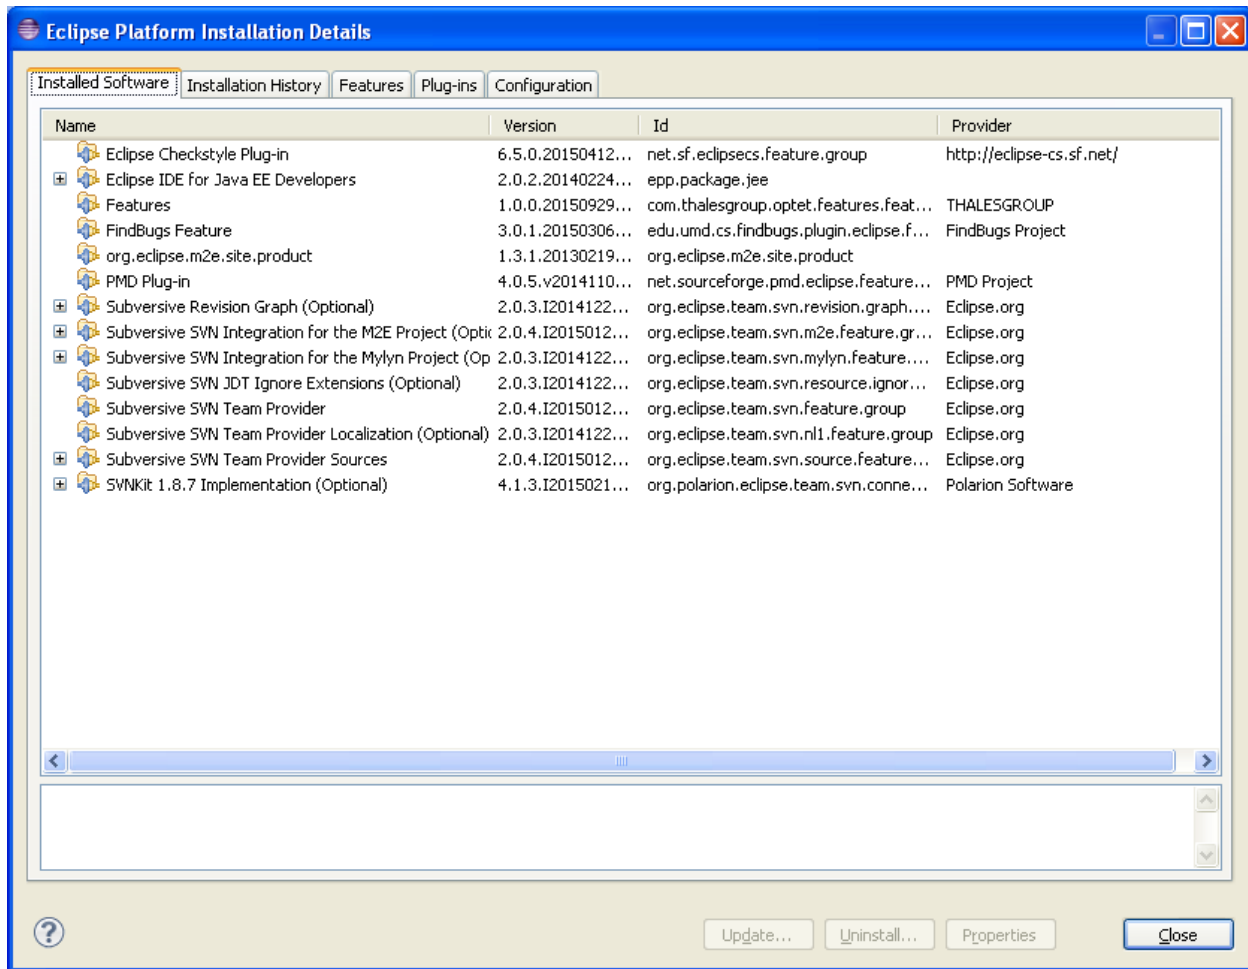 Eclipse Platform Installation Details
Installed Software Installation History Features Plug-ins Configuration
Name Version Id Provider
Eclipse Checkstyle Plug-in 6.5.0.20150412... net.sf.eclipsecs.feature.group http://eclipse-cs.sf.net/
Eclipse IDE for Java EE Developers 2.0.2.20140224... epp.package.jee
Features 1.0.0.20150929... com.thalesgroup.optet.features.feat... THALESGROUP
FindBugs Feature 3.0.1.20150306... edu.umd.cs.findbugs.plugin.eclipse.f... FindBugs Project
org.eclipse.m2e.site.product 1.3.1.20130219... org.eclipse.m2e.site.product
PMD Plug-in 4.0.5.v2014110... net.sourceforge.pmd.eclipse.feature... PMD Project
Subversive Revision Graph (Optional) 2.0.3.I2014122... org.eclipse.team.svn.revision.graph.... Eclipse.org
Subversive SVN Integration for the M2E Project (Optic 2.0.4.I2015012... org.eclipse.team.svn.m2e.feature.gr... Eclipse.org
Subversive SVN Integration for the Mylyn Project (Op 2.0.3.I2014122... org.eclipse.team.svn.mylyn.feature.... Eclipse.org
Subversive SVN JDT Ignore Extensions (Optional) 2.0.3.I2014122... org.eclipse.team.svn.resource.ignor... Eclipse.org
Subversive SVN Team Provider 2.0.4.I2015012... org.eclipse.team.svn.feature.group Eclipse.org
Subversive SVN Team Provider Localization (Optional) 2.0.3.I2014122... org.eclipse.team.svn.nl1.feature.group Eclipse.org
Subversive SVN Team Provider Sources 2.0.4.I2015012... org.eclipse.team.svn.source.feature... Eclipse.org
SVNKit 1.8.7 Implementation (Optional) 4.1.3.I2015021... org.polarion.eclipse.team.svn.conne... Polarion Software
Update... Uninstall... Properties Close